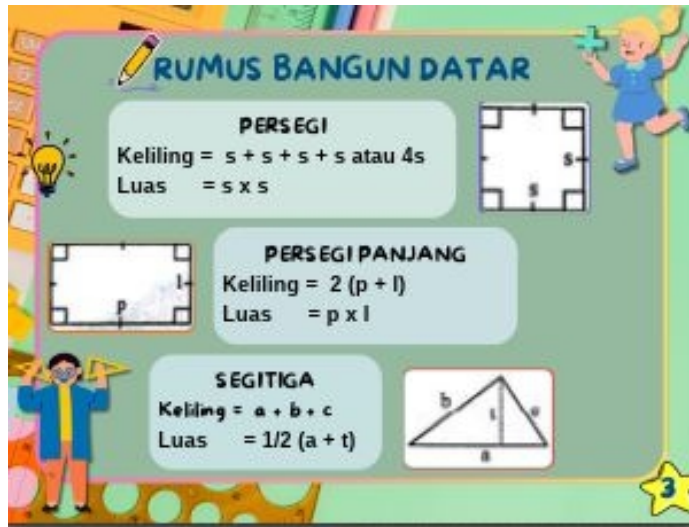 RUMUS BANGUN DATAR
PERSEGI
Keliling = s + s + s + s atau 4s
Luas = s x s
s
s
PERSEGI PANJANG
Keliling = 2 (p + l)
Luas = p x l
l
p
SEGITIGA
Keliling = a + b + c
Luas = 1/2 (a + t)
b
t
c
a
3